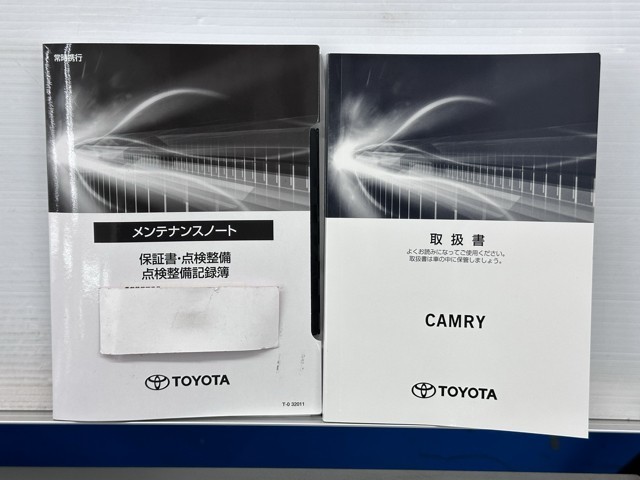 常時携行
メンテナンスノート
保証書・点検整備
点検整備記録簿
TOYOTA
T-0 32011
取扱書
よくお読みになってご使用ください。
取扱書は車の中に保管しましょう。
CAMRY
TOYOTA